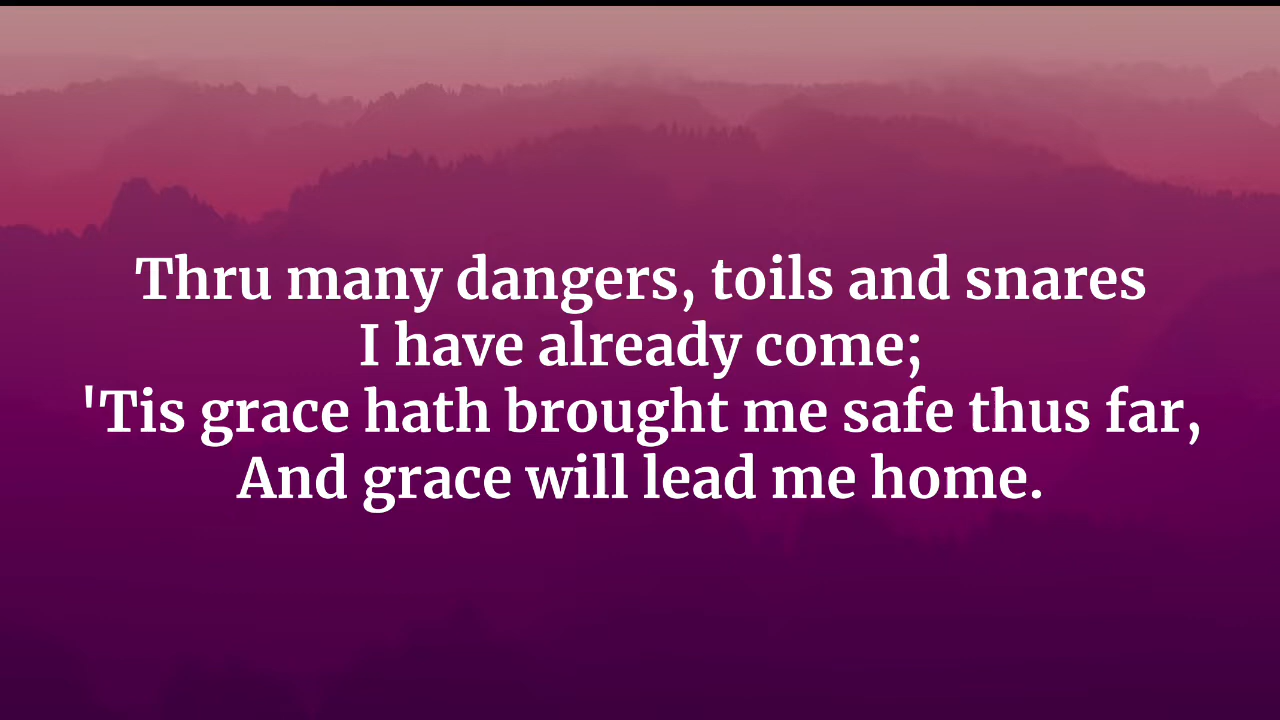 Thru many dangers, toils and snares
I have already come;
'Tis grace hath brought me safe thus far,
And grace will lead me home.